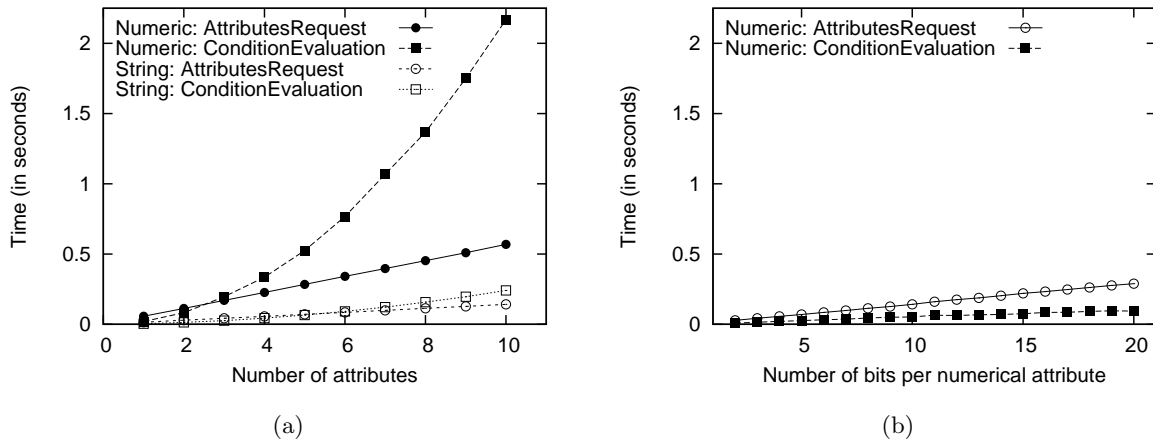 2
1.5
1
0.5
0
0 2 4 6 8 10
Time (in seconds)
Number of attributes
Numeric: AttributesRequest
Numeric: ConditionEvaluation
String: AttributesRequest
String: ConditionEvaluation
(a)
2
1.5
1
0.5
0
5 10 15 20
Time (in seconds)
Number of bits per numerical attribute
Numeric: AttributesRequest
Numeric: ConditionEvaluation
(b)